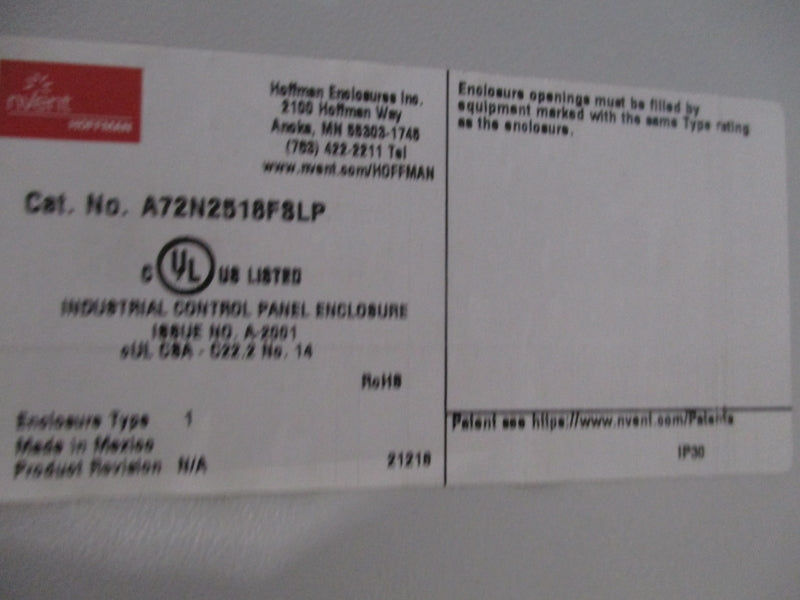 nvent
HOFFMAN
Hoffman Enclosures Inc.
2100 Hoffman Way
Anoka, MN 55303-1745
(763) 422-2211 Tel
www.nvent.com/HOFFMAN
Cat. No. A72N2518FSLP
C UL US LISTED
INDUSTRIAL CONTROL PANEL ENCLOSURE
ISSUE NO. A-2001
cUL CSA - C22.2 No. 14
RoHS
Enclosure Type 1
Made in Mexico
Product Revision N/A
21216
Enclosure openings must be filled by
equipment marked with the same Type rating
as the enclosure.
Patent see https://www.nvent.com/Patents
IP30